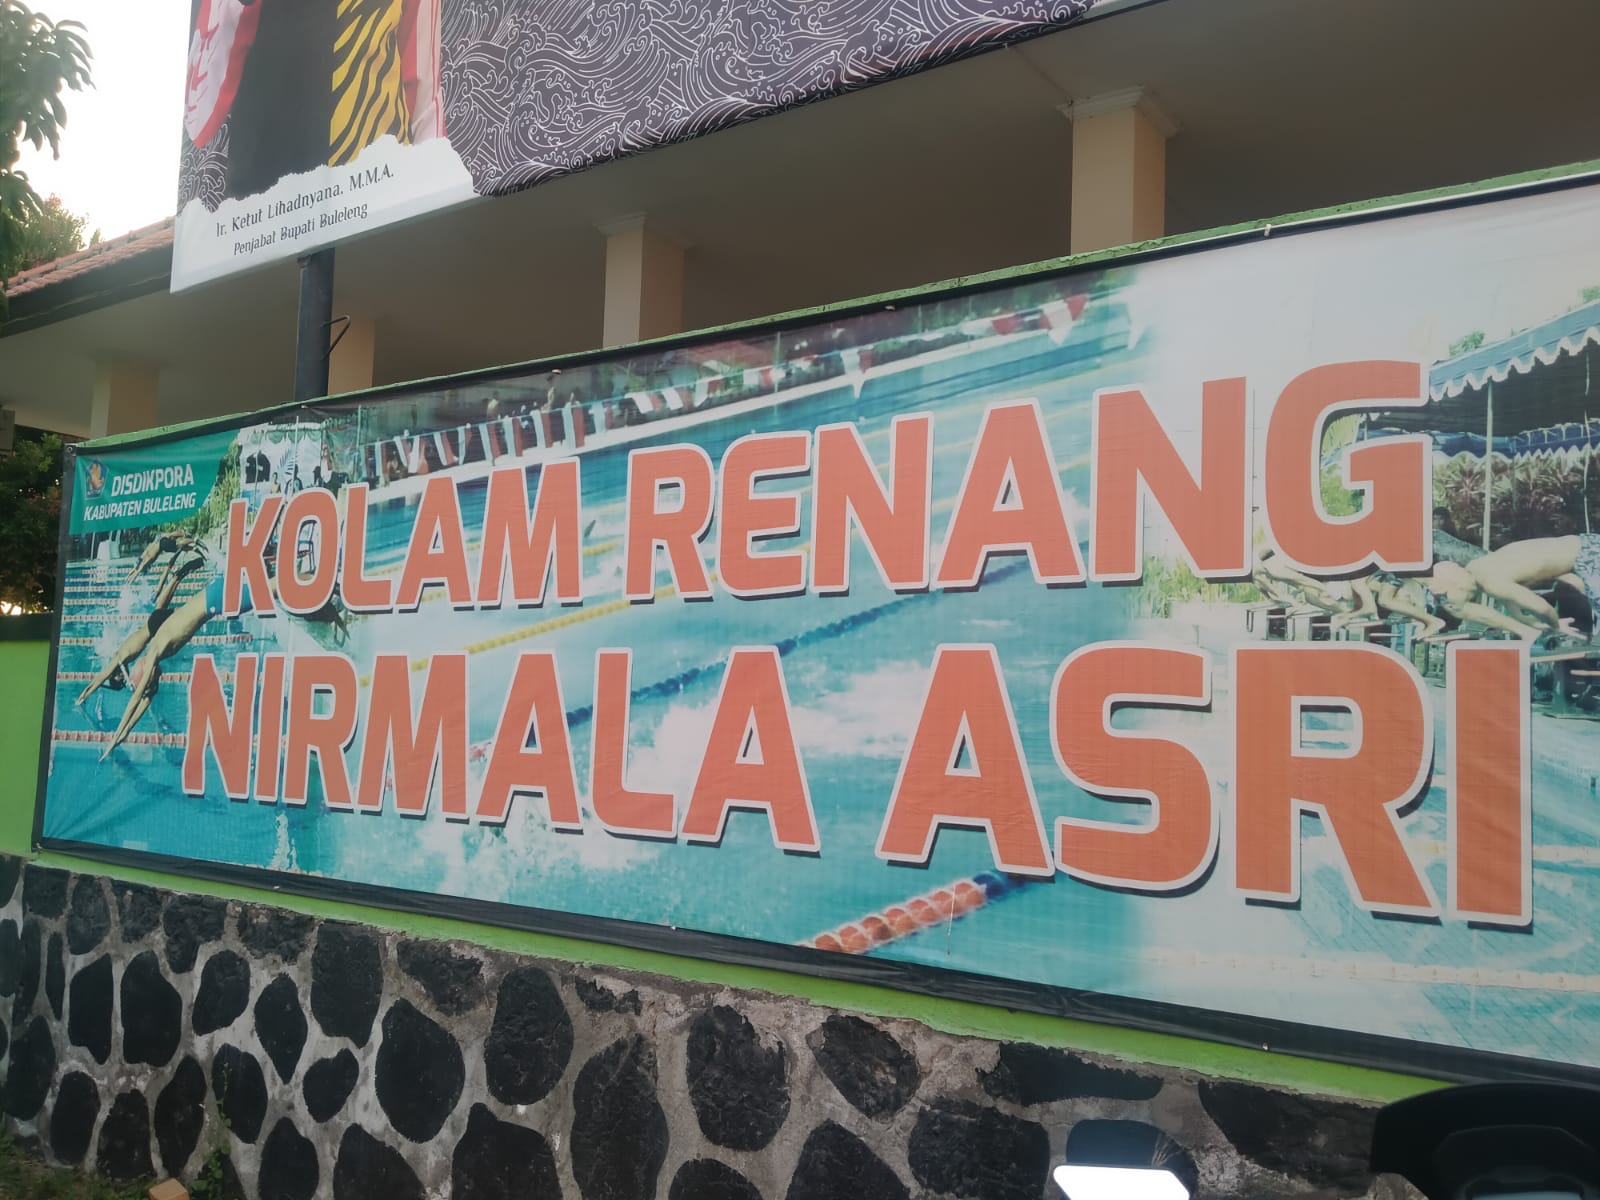 Ir. Ketut Lihadnyana. M.M.A.
Penjabat Bupati Buleleng
DISDIKPORA
KABUPATEN BULELENG
KOLAM RENANG
NIRMALA ASRI